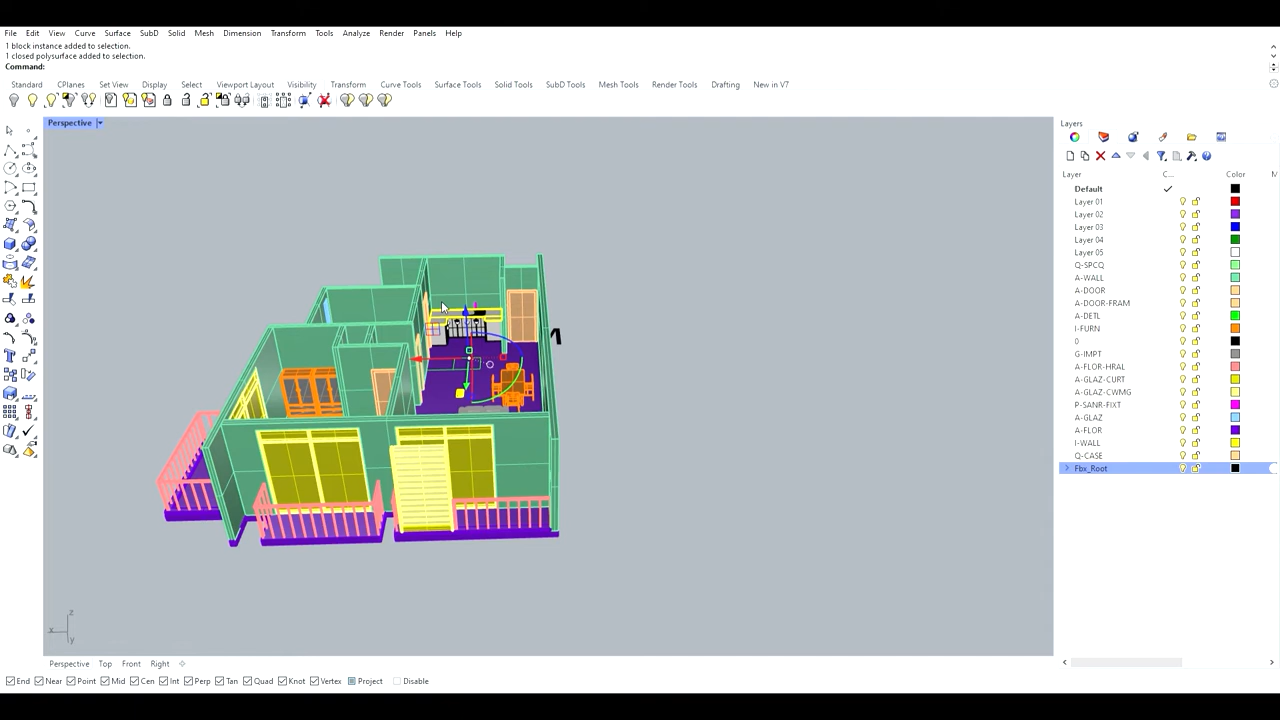 File Edit View Curve Surface SubD Solid Mesh Dimension Transform Tools Analyze Render Panels Help
1 block instance added to selection.
1 closed polysurface added to selection.
Command:
Standard CPlanes Set View Display Select Viewport Layout Visibility Transform Curve Tools Surface Tools Solid Tools SubD Tools Mesh Tools Render Tools Drafting New in V7
Perspective
Layers
Layer C... Color M
Default
Layer 01
Layer 02
Layer 03
Layer 04
Layer 05
Q-SPCQ
A-WALL
A-DOOR
A-DOOR-FRAM
A-DETL
I-FURN
0
G-IMPT
A-FLOR-HRAL
A-GLAZ-CURT
A-GLAZ-CWMG
P-SANR-FIXT
A-GLAZ
A-FLOR
I-WALL
Q-CASE
Fbx_Root
z
x
y
Perspective Top Front Right
End Near Point Mid Cen Int Perp Tan Quad Knot Vertex Project Disable